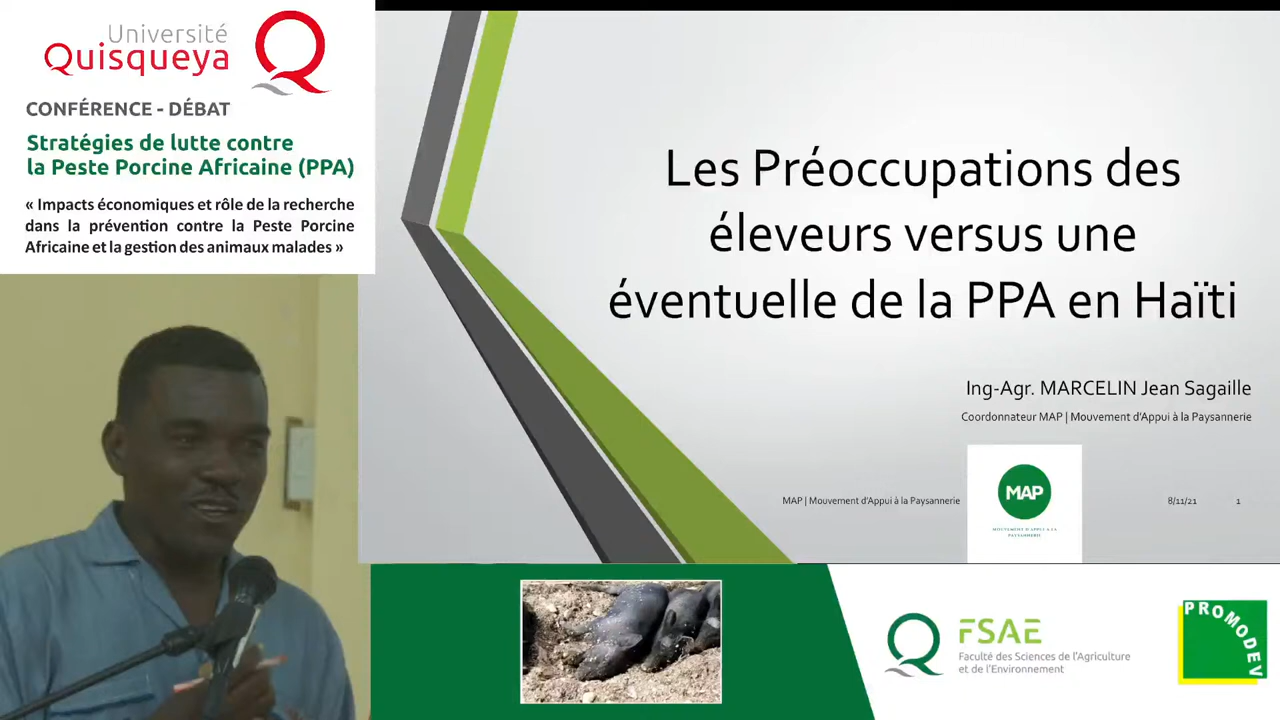 Université
Quisqueya
CONFÉRENCE - DÉBAT
Stratégies de lutte contre
la Peste Porcine Africaine (PPA)
« Impacts économiques et rôle de la recherche
dans la prévention contre la Peste Porcine
Africaine et la gestion des animaux malades »
Les Préoccupations des
éleveurs versus une
éventuelle de la PPA en Haïti
Ing-Agr. MARCELIN Jean Sagaille
Coordonnateur MAP | Mouvement d'Appui à la Paysannerie
MAP | Mouvement d'Appui à la Paysannerie
MAP
MOUVEMENT D'APPUI A LA
PAYSANNERIE
8/11/21
1
FSAE
Faculté des Sciences de l'Agriculture
et de l'Environnement
PROMODEV